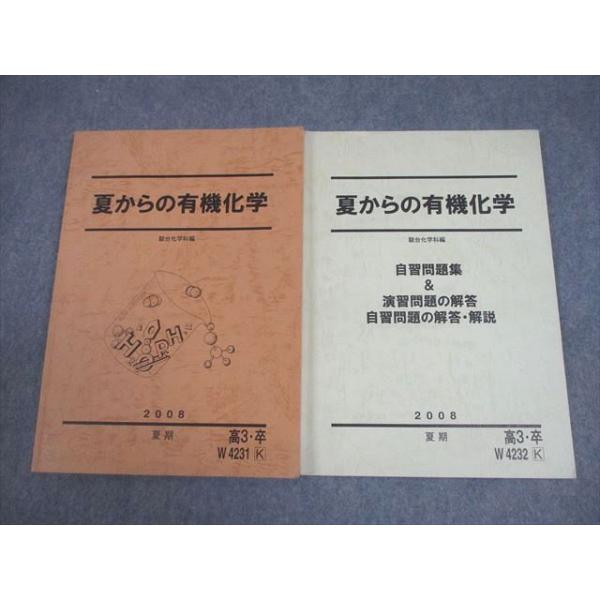 夏からの有機化学
駿台化学科編
2008
夏期
高3・卒
W 4231 K
夏からの有機化学
駿台化学科編
自習問題集
&
演習問題の解答
自習問題の解答・解説
2008
夏期
高3・卒
W 4232 K